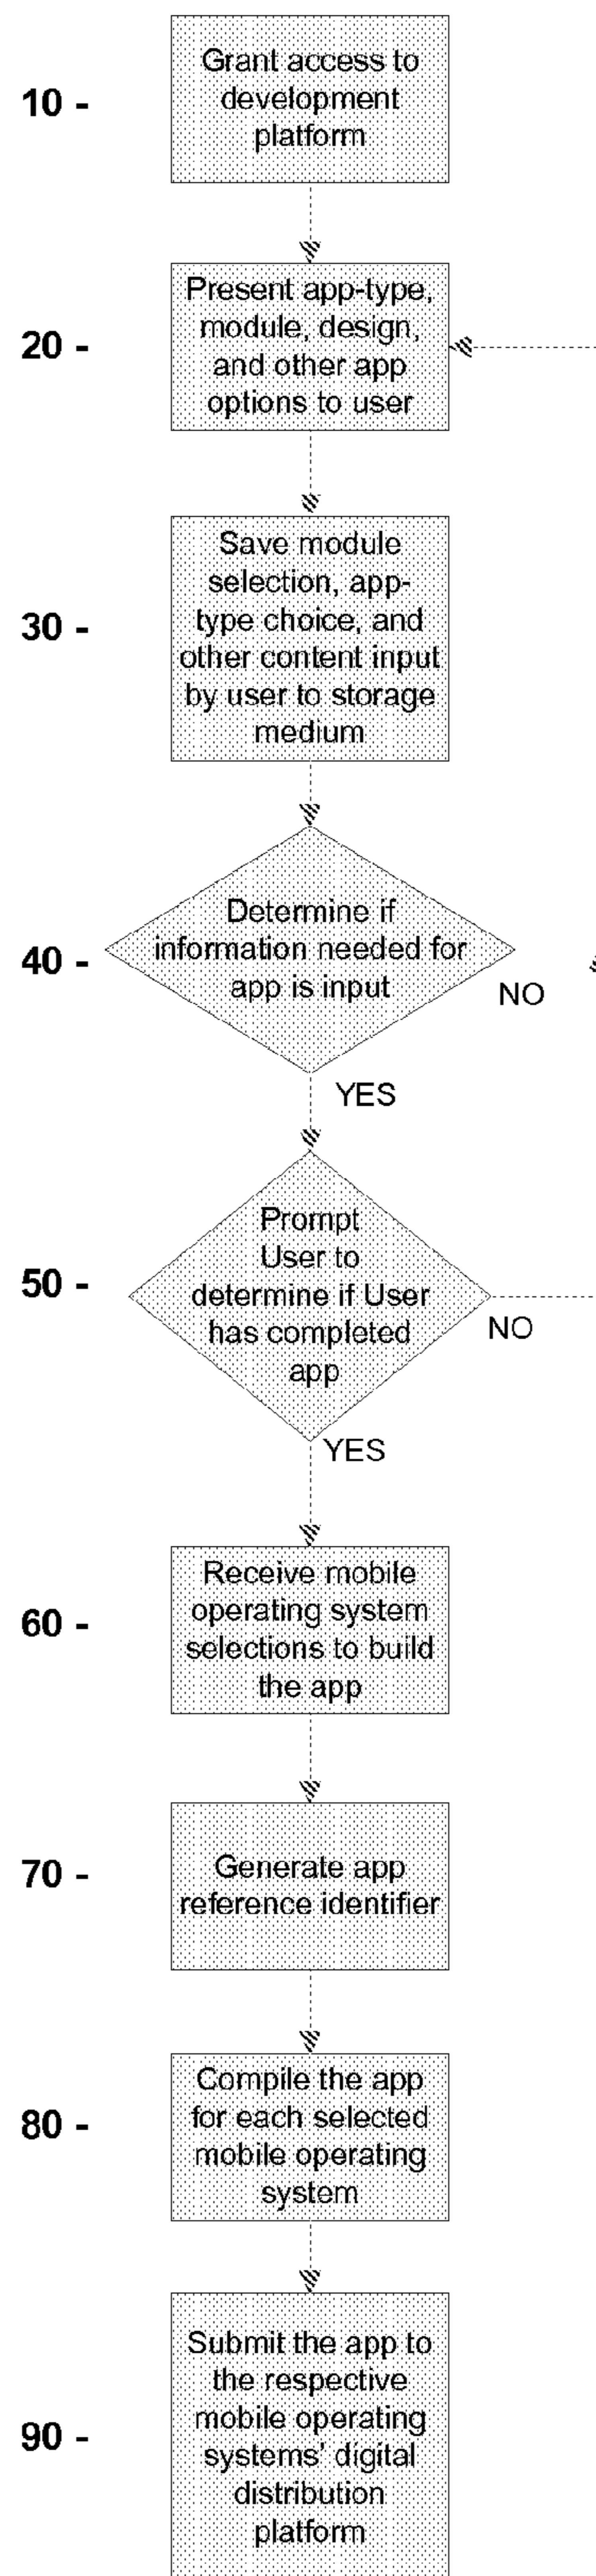 10 -
Grant access to
development
platform
20 -
Present app-type,
module, design,
and other app
options to user
30 -
Save module
selection, app-
type choice, and
other content input
by user to storage
medium
40 -
Determine if
information needed for
app is input
NO
YES
50 -
Prompt
User to
determine if User
has completed
app
NO
YES
60 -
Receive mobile
operating system
selections to build
the app
70 -
Generate app
reference identifier
80 -
Compile the app
for each selected
mobile operating
system
90 -
Submit the app to
the respective
mobile operating
systems' digital
distribution
platform